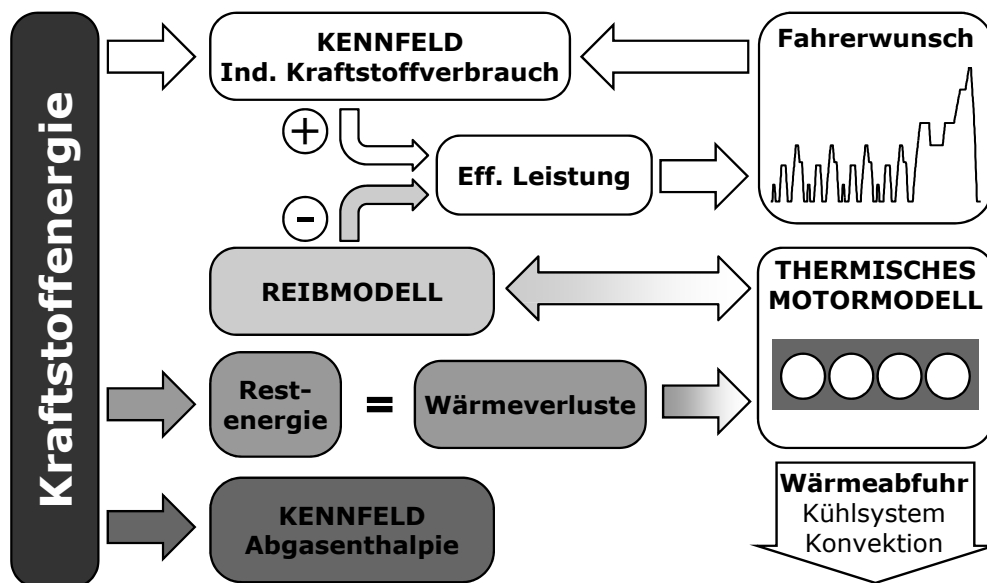 Kraftstoffenergie
KENNFELD
Ind. Kraftstoffverbrauch
Fahrerwunsch
+
Eff. Leistung
-
REIBMODELL
THERMISCHES
MOTORMODELL
Rest-
energie
=
Wärmeverluste
KENNFELD
Abgasenthalpie
Wärmeabfuhr
Kühlsystem
Konvektion